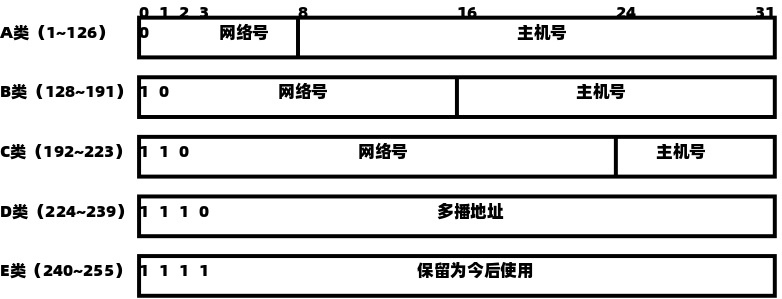 0 1 2 3 8 16 24 31
A类（1~126） 0 网络号 主机号
B类（128~191） 1 0 网络号 主机号
C类（192~223） 1 1 0 网络号 主机号
D类（224~239） 1 1 1 0 多播地址
E类（240~255） 1 1 1 1 保留为今后使用